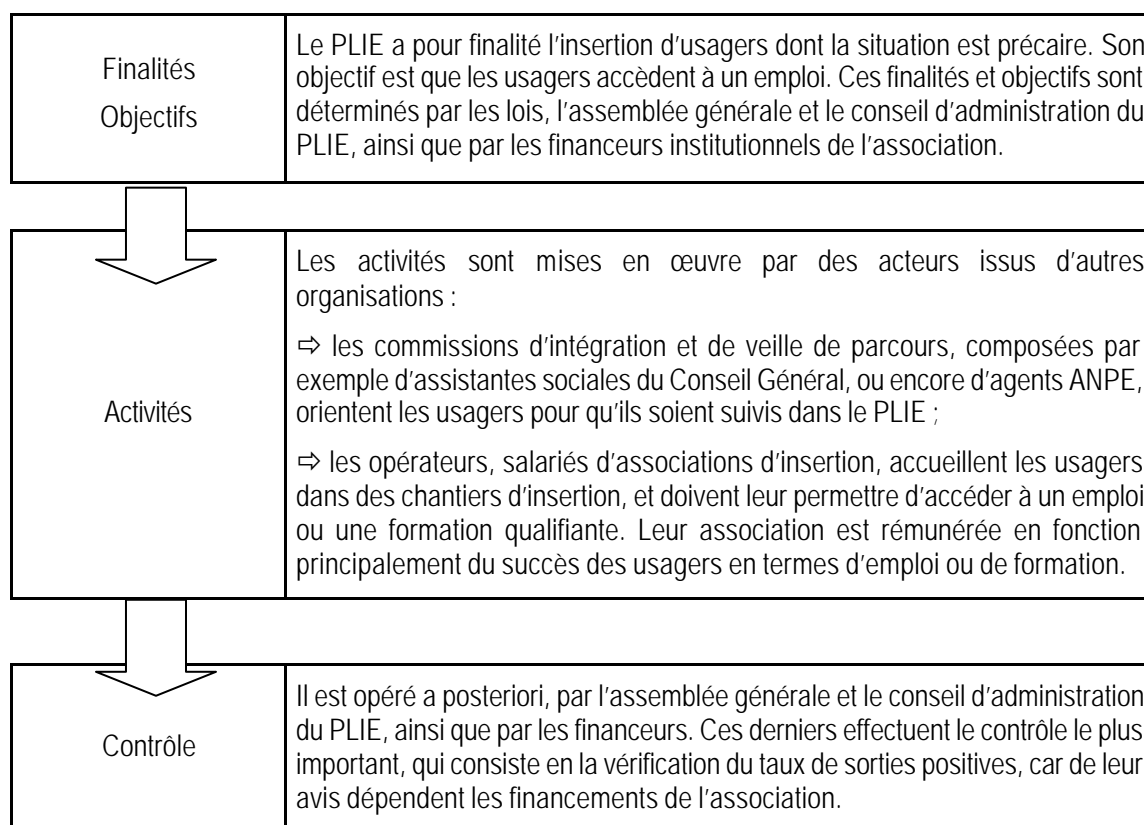 Finalités
Objectifs
Le PLIE a pour finalité l’insertion d’usagers dont la situation est précaire. Son
objectif est que les usagers accèdent à un emploi. Ces finalités et objectifs sont
déterminés par les lois, l’assemblée générale et le conseil d’administration du
PLIE, ainsi que par les financeurs institutionnels de l’association.
Activités
Les activités sont mises en œuvre par des acteurs issus d’autres
organisations :
⇨ les commissions d’intégration et de veille de parcours, composées par
exemple d’assistantes sociales du Conseil Général, ou encore d’agents ANPE,
orientent les usagers pour qu’ils soient suivis dans le PLIE ;
⇨ les opérateurs, salariés d’associations d’insertion, accueillent les usagers
dans des chantiers d’insertion, et doivent leur permettre d’accéder à un emploi
ou une formation qualifiante. Leur association est rémunérée en fonction
principalement du succès des usagers en termes d’emploi ou de formation.
Contrôle
Il est opéré a posteriori, par l’assemblée générale et le conseil d’administration
du PLIE, ainsi que par les financeurs. Ces derniers effectuent le contrôle le plus
important, qui consiste en la vérification du taux de sorties positives, car de leur
avis dépendent les financements de l’association.